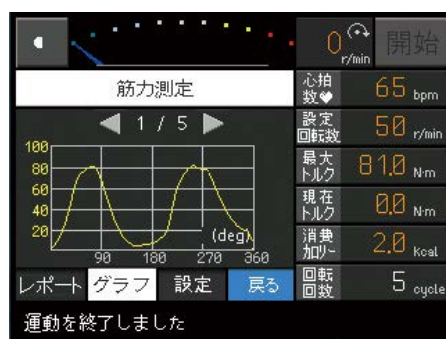 0 r/min
開始
筋力測定
1 / 5
100
80
60
40
20
90 180 270 360
(deg)
レポート グラフ 設定 戻る
心拍数♥ 65 bpm
設定回転数 50 r/min
最大トルク 81.0 N·m
現在トルク 0.0 N·m
消費カロリー 2.0 kcal
回転回数 5 cycle
運動を終了しました